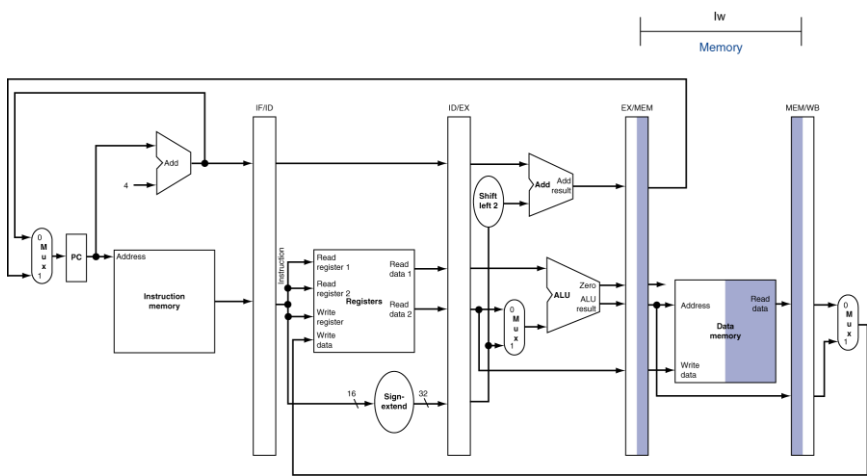 lw
Memory
IF/ID
ID/EX
EX/MEM
MEM/WB
Add
4
Shift
left 2
Add
Add
result
0
M
u
x
1
PC
Address
Instruction
memory
Instruction
Read
register 1
Read
register 2
Write
register
Write
data
Registers
Read
data 1
Read
data 2
0
M
u
x
1
ALU
Zero
ALU
result
Address
Write
data
Read
data
Data
memory
0
M
u
x
1
16
Sign-
extend
32